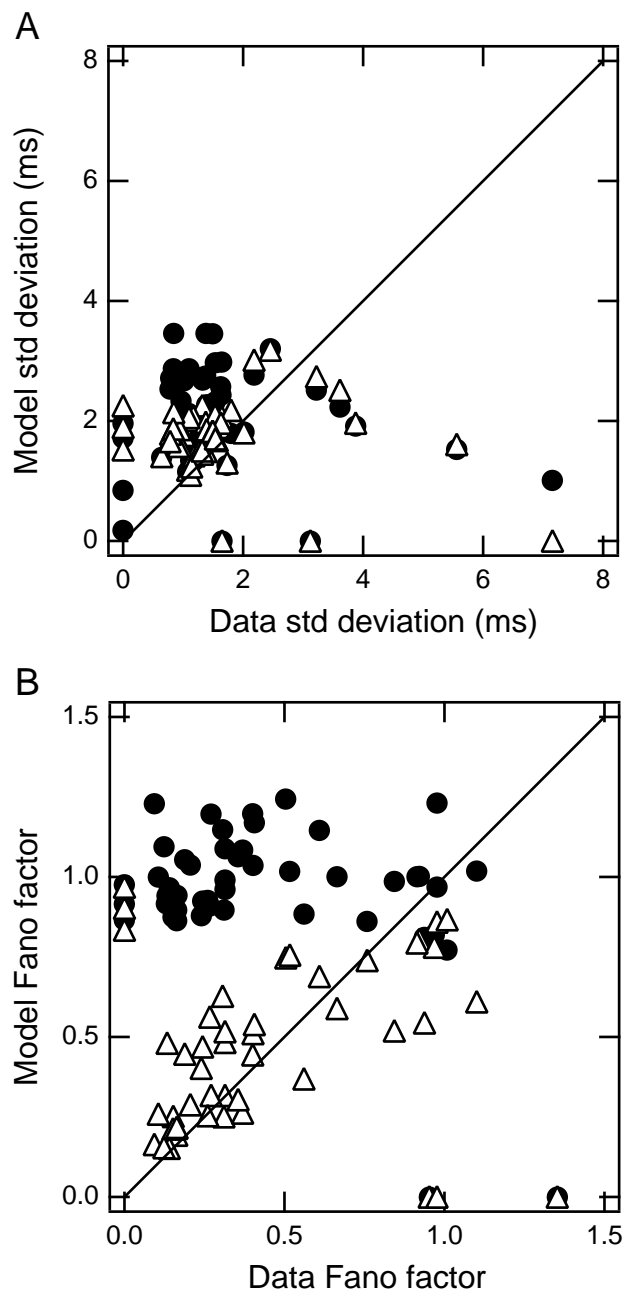 A
Model std deviation (ms)
8
6
4
2
0
0 2 4 6 8
Data std deviation (ms)
B
Model Fano factor
1.5
1.0
0.5
0.0
0.0 0.5 1.0 1.5
Data Fano factor